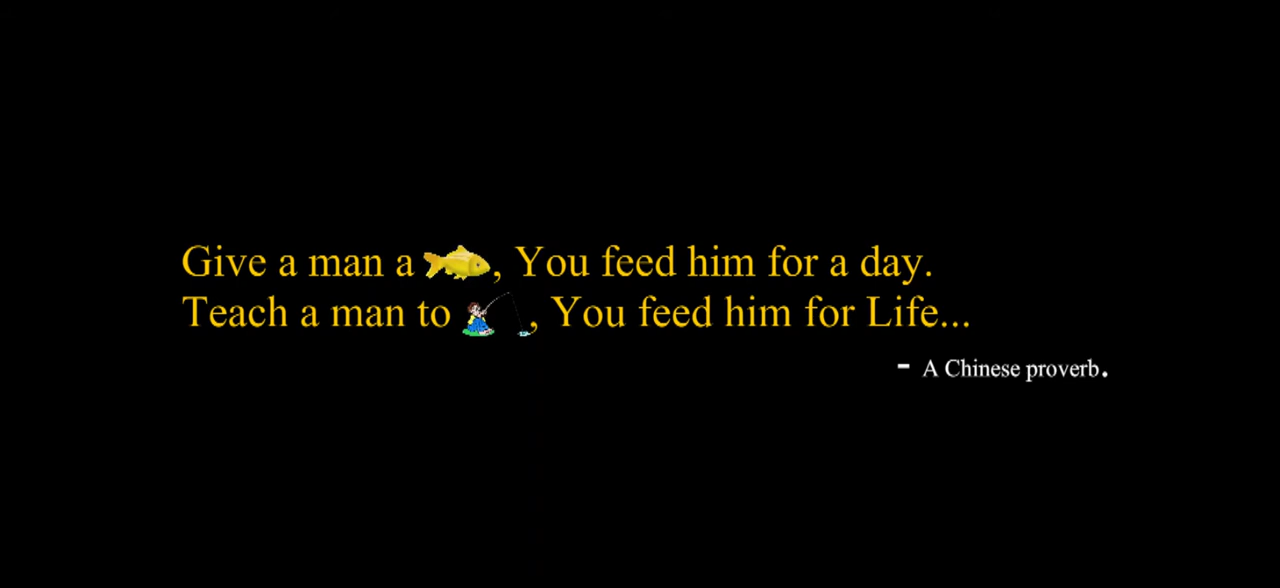 Give a man a , You feed him for a day.
Teach a man to , You feed him for Life...
- A Chinese proverb.